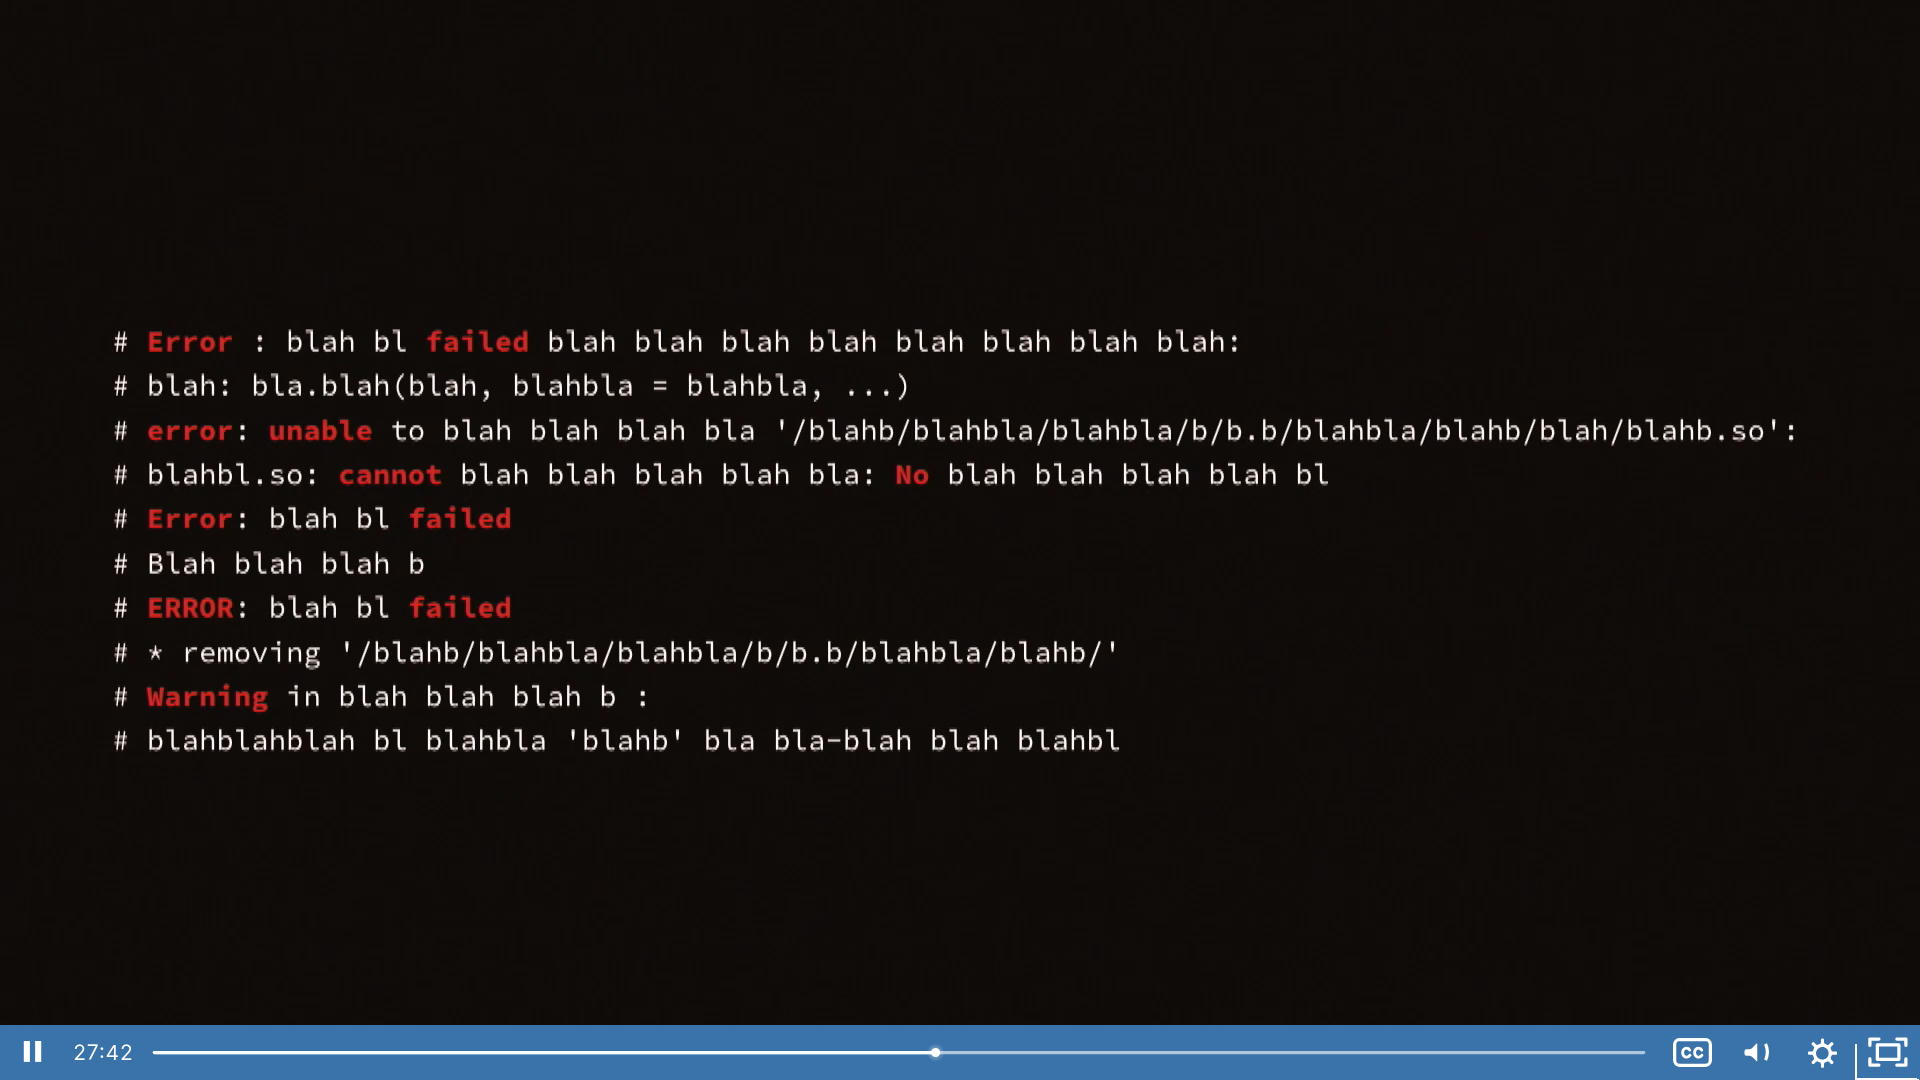 # Error : blah bl failed blah blah blah blah blah blah blah blah:
# blah: bla.blah(blah, blahbla = blahbla, ...)
# error: unable to blah blah blah bla '/blahb/blahbla/blahbla/b/b.b/blahbla/blahb/blah/blahb.so':
# blahbl.so: cannot blah blah blah blah bla: No blah blah blah blah bl
# Error: blah bl failed
# Blah blah blah b
# ERROR: blah bl failed
# * removing '/blahb/blahbla/blahbla/b/b.b/blahbla/blahb/'
# Warning in blah blah blah b :
# blahblahblah bl blahbla 'blahb' bla bla-blah blah blahbl
27:42
CC